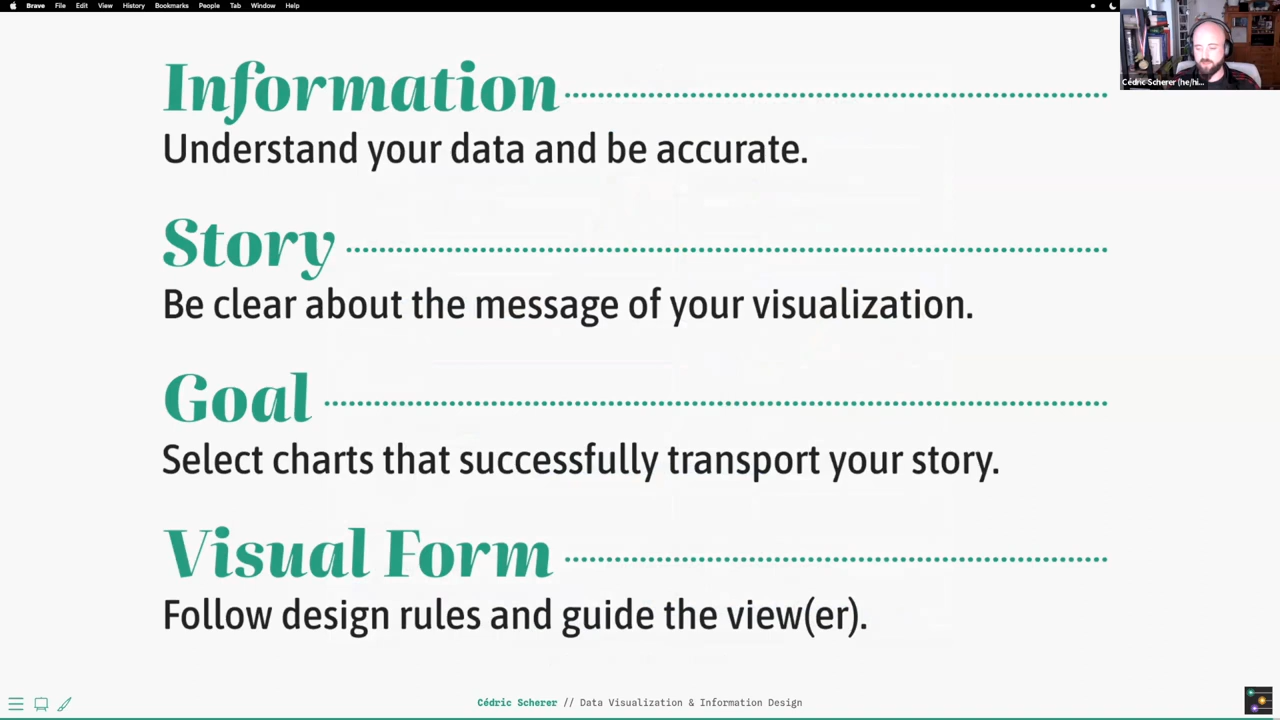 Brave File Edit View History Bookmarks People Tab Window Help
Cédric Scherer (he/hi...
Information
Understand your data and be accurate.
Story
Be clear about the message of your visualization.
Goal
Select charts that successfully transport your story.
Visual Form
Follow design rules and guide the view(er).
Cédric Scherer // Data Visualization & Information Design